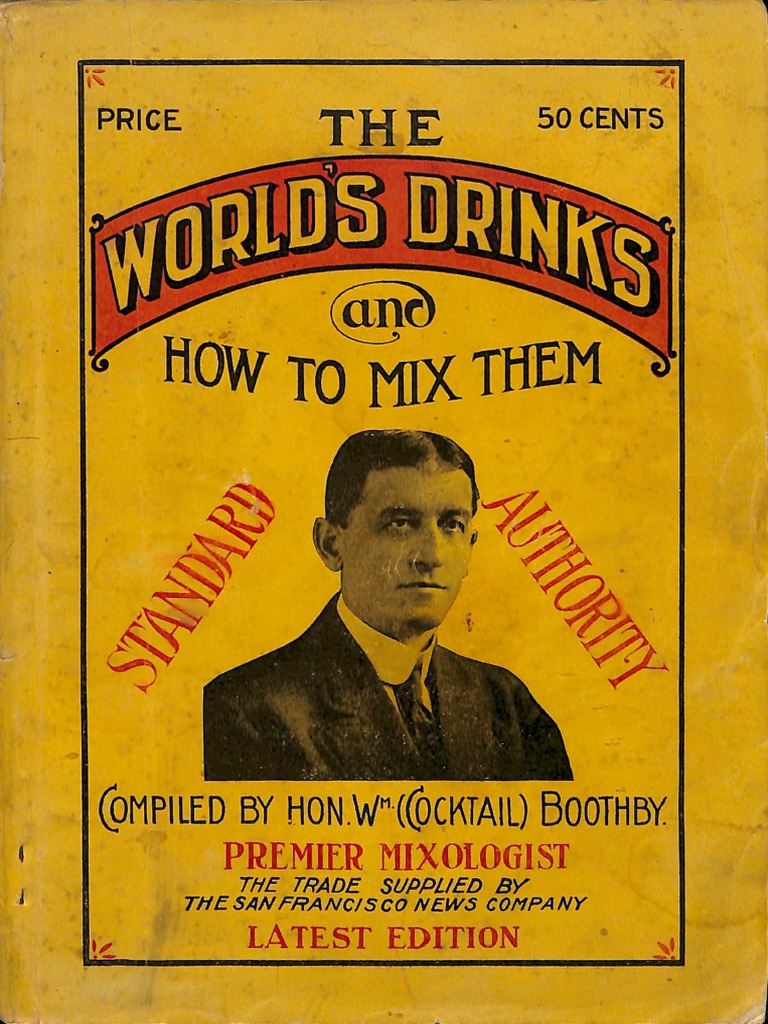 PRICE
THE
50 CENTS
WORLD'S DRINKS
and
HOW TO MIX THEM
STANDARD
AUTHORITY
COMPILED BY HON. WM. (COCKTAIL) BOOTHBY.
PREMIER MIXOLOGIST
THE TRADE SUPPLIED BY
THE SAN FRANCISCO NEWS COMPANY
LATEST EDITION